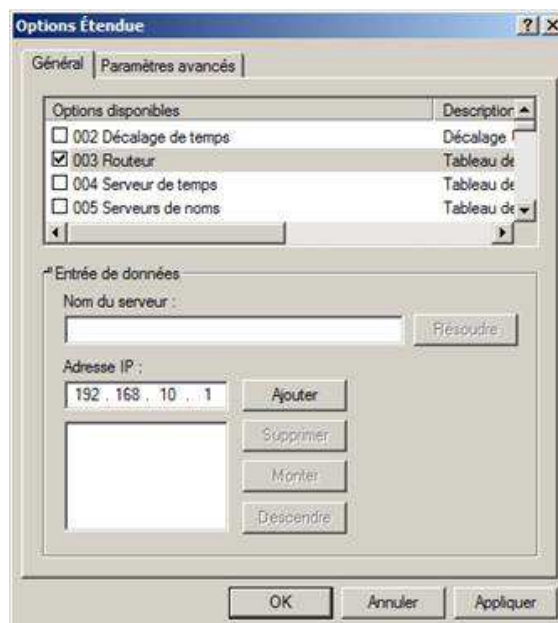 Options Étendue
Général Paramètres avancés
Options disponibles Description
002 Décalage de temps Décalage
003 Routeur Tableau de
004 Serveur de temps Tableau de
005 Serveurs de noms Tableau de
Entrée de données
Nom du serveur :
Résoudre
Adresse IP :
192 . 168 . 10 . 1 Ajouter
Supprimer
Monter
Descendre
OK Annuler Appliquer